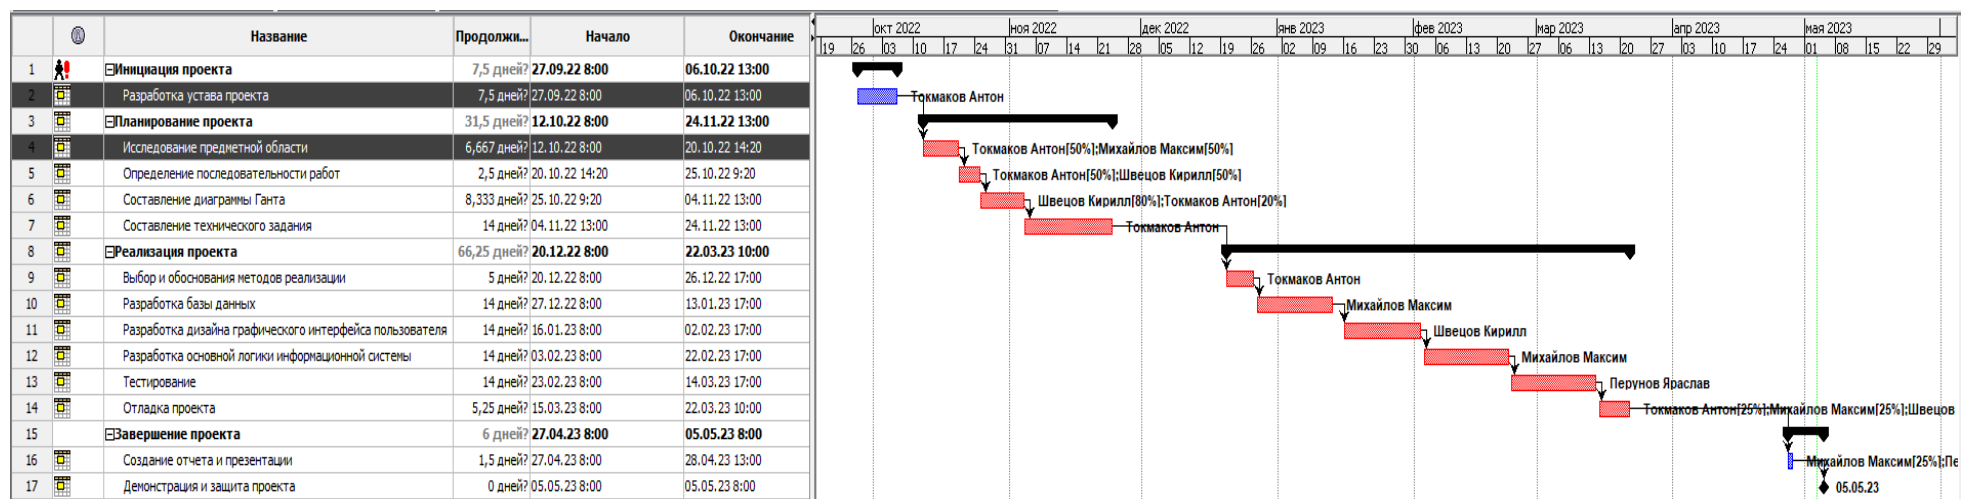 Название Продолжи... Начало Окончание
окт 2022 ноя 2022 дек 2022 янв 2023 фев 2023 мар 2023 апр 2023 мая 2023
19 26 03 10 17 24 31 07 14 21 28 05 12 19 26 02 09 16 23 30 06 13 20 27 06 13 20 27 03 10 17 24 01 08 15 22 29
1 Инициация проекта 7,5 дней? 27.09.22 8:00 06.10.22 13:00
2 Разработка устава проекта 7,5 дней? 27.09.22 8:00 06.10.22 13:00 Токмаков Антон
3 Планирование проекта 31,5 дней? 12.10.22 8:00 24.11.22 13:00
4 Исследование предметной области 6,667 дней? 12.10.22 8:00 20.10.22 14:20 Токмаков Антон[50%];Михайлов Максим[50%]
5 Определение последовательности работ 2,5 дней? 20.10.22 14:20 25.10.22 9:20 Токмаков Антон[50%];Швецов Кирилл[50%]
6 Составление диаграммы Ганта 8,333 дней? 25.10.22 9:20 04.11.22 13:00 Швецов Кирилл[80%];Токмаков Антон[20%]
7 Составление технического задания 14 дней? 04.11.22 13:00 24.11.22 13:00 Токмаков Антон
8 Реализация проекта 66,25 дней? 20.12.22 8:00 22.03.23 10:00
9 Выбор и обоснования методов реализации 5 дней? 20.12.22 8:00 26.12.22 17:00 Токмаков Антон
10 Разработка базы данных 14 дней? 27.12.22 8:00 13.01.23 17:00 Михайлов Максим
11 Разработка дизайна графического интерфейса пользователя 14 дней? 16.01.23 8:00 02.02.23 17:00 Швецов Кирилл
12 Разработка основной логики информационной системы 14 дней? 03.02.23 8:00 22.02.23 17:00 Михайлов Максим
13 Тестирование 14 дней? 23.02.23 8:00 14.03.23 17:00 Перунов Яраслав
14 Отладка проекта 5,25 дней? 15.03.23 8:00 22.03.23 10:00 Токмаков Антон[25%];Михайлов Максим[25%];Швецов
15 Завершение проекта 6 дней? 27.04.23 8:00 05.05.23 8:00
16 Создание отчета и презентации 1,5 дней? 27.04.23 8:00 28.04.23 13:00 Михайлов Максим[25%];Пе
17 Демонстрация и защита проекта 0 дней? 05.05.23 8:00 05.05.23 8:00 05.05.23